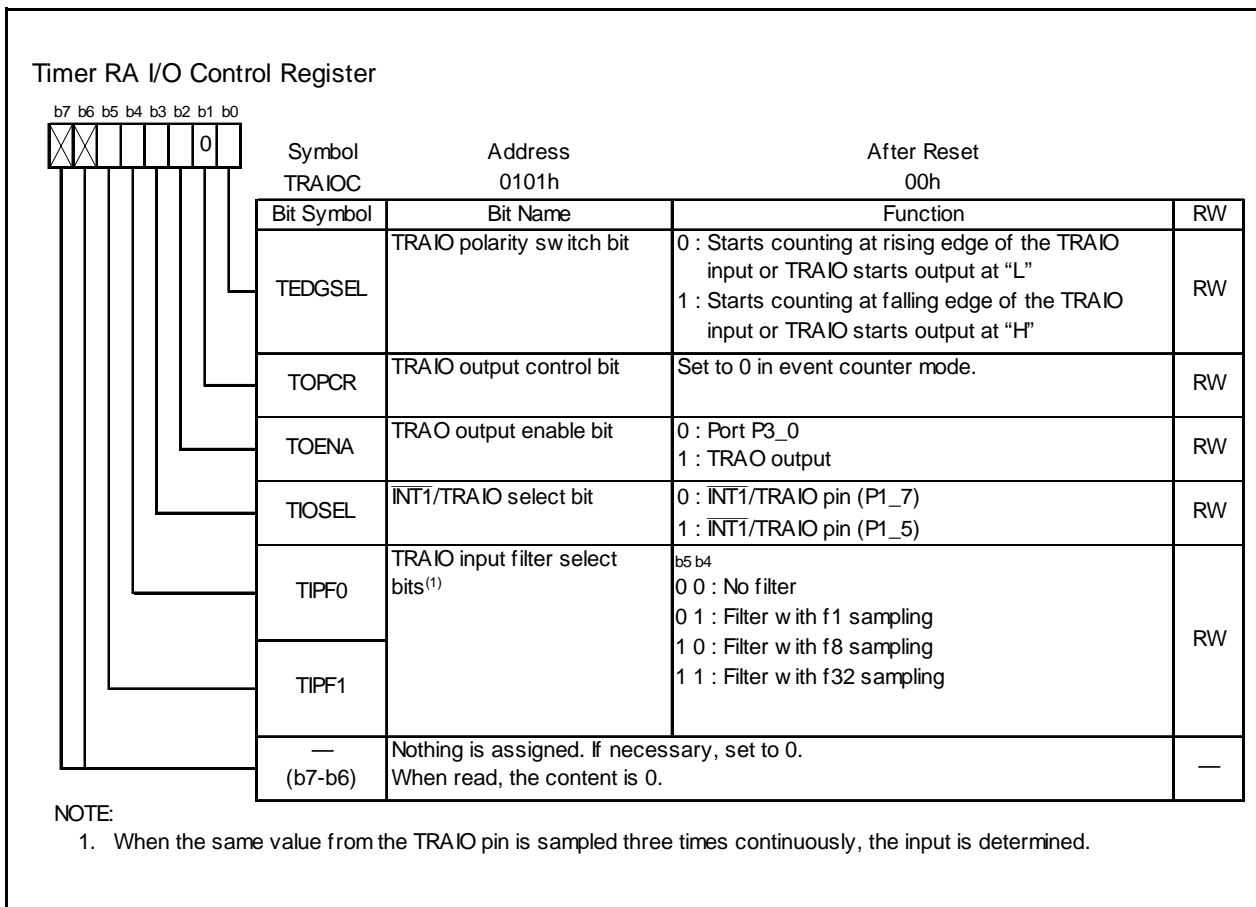 Timer RA I/O Control Register
b7 b6 b5 b4 b3 b2 b1 b0
0
Symbol Address After Reset
TRAIOC 0101h 00h
Bit Symbol Bit Name Function RW
TEDGSEL TRAIO polarity switch bit 0 : Starts counting at rising edge of the TRAIO
input or TRAIO starts output at “L”
1 : Starts counting at falling edge of the TRAIO
input or TRAIO starts output at “H”
RW
TOPCR TRAIO output control bit Set to 0 in event counter mode. RW
TOENA TRAO output enable bit 0 : Port P3_0
1 : TRAO output
RW
TIOSEL INT1/TRAIO select bit 0 : INT1/TRAIO pin (P1_7)
1 : INT1/TRAIO pin (P1_5)
RW
TIPF0 TRAIO input filter select b5 b4
bits(1) 0 0 : No filter
0 1 : Filter with f1 sampling
1 0 : Filter with f8 sampling
TIPF1 1 1 : Filter with f32 sampling
RW
— Nothing is assigned. If necessary, set to 0.
(b7-b6) When read, the content is 0. —
NOTE:
1. When the same value from the TRAIO pin is sampled three times continuously, the input is determined.